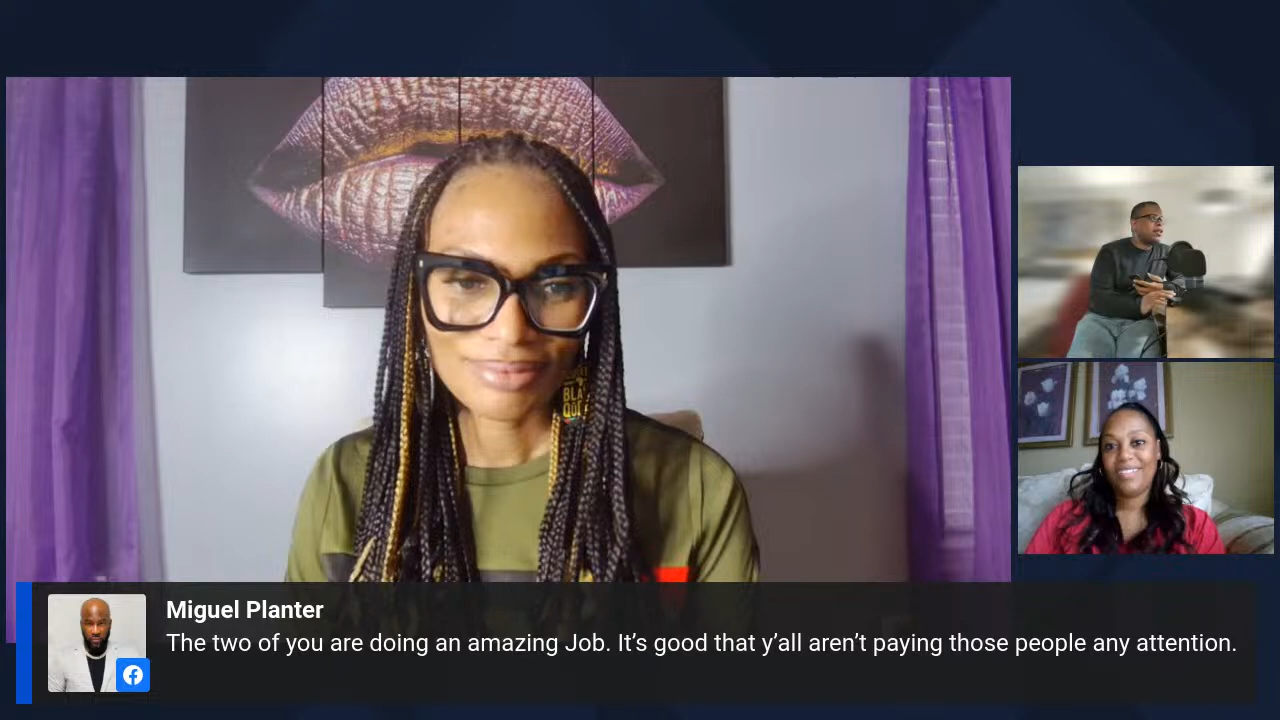 BLA
Miguel Planter
The two of you are doing an amazing Job. It’s good that y’all aren’t paying those people any attention.